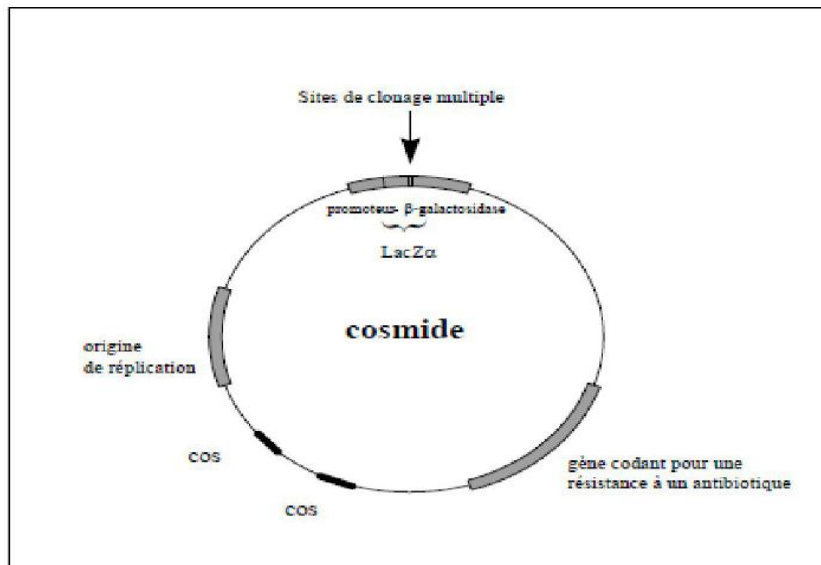 Sites de clonage multiple
promoteur- β-galactosidase
LacZα
cosmide
origine
de réplication
cos
cos
gène codant pour une
résistance à un antibiotique